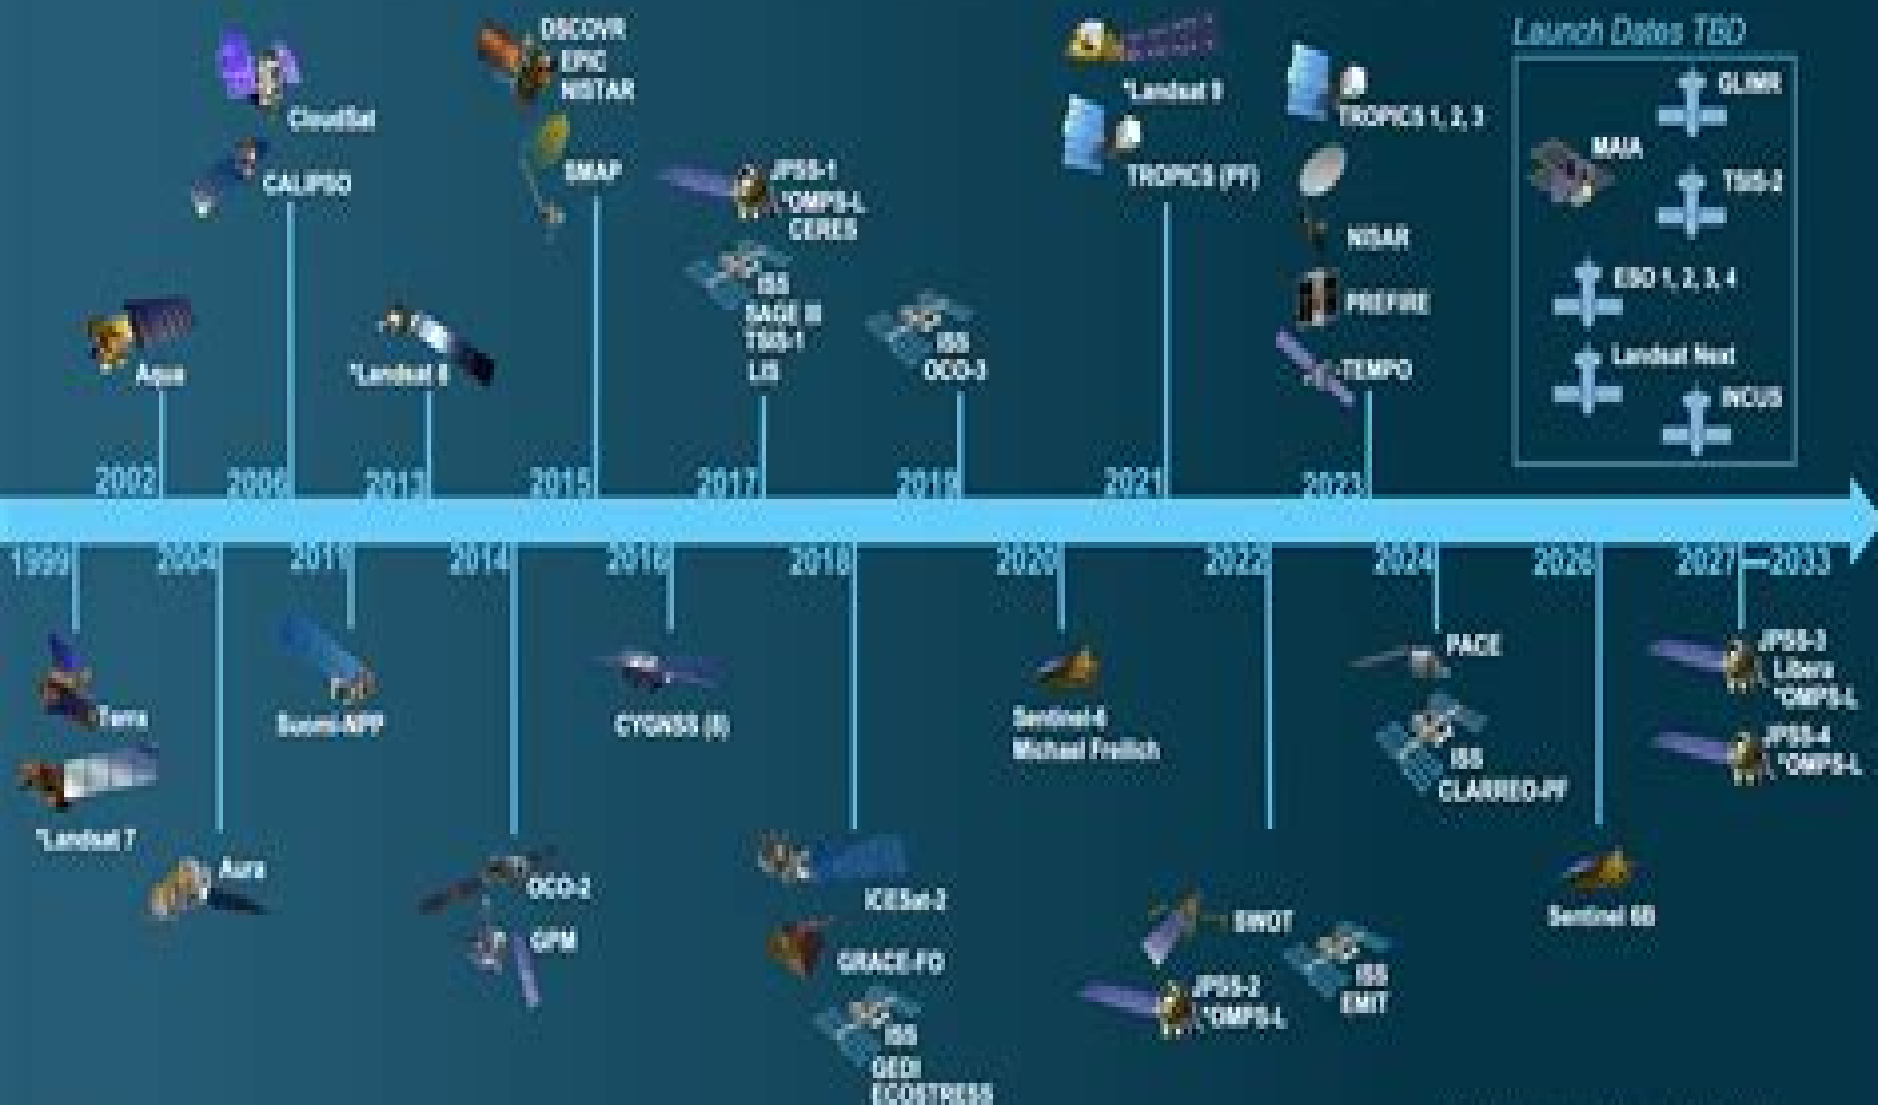 Launch Dates TBD
GLIMR
MAIA
TSIS-2
EBO 1, 2, 3, 4
Landsat Next
INCUS
CloudSat
CALIPSO
DSCOVR
EPIC
NISTAR
SMAP
JPSS-1
*OMPS-L
CERES
ISS
SAGE III
TSIS-1
LIS
ISS
OCO-3
*Landsat 9
TROPICS (PF)
TROPICS 1, 2, 3
NISAR
PREFIRE
TEMPO
Aqua
*Landsat 8
2002
2006
2013
2015
2017
2019
2021
2023
1999
2004
2011
2014
2016
2018
2020
2022
2024
2026
2027—2033
Terra
*Landsat 7
Aura
Suomi-NPP
OCO-2
GPM
CYGNSS (8)
ICESat-2
GRACE-FO
ISS
GEDI
ECOSTRESS
Sentinel-6
Michael Freilich
SWOT
JPSS-2
*OMPS-L
ISS
EMIT
PACE
ISS
CLARREO-PF
Sentinel 6B
JPSS-3
Libera
*OMPS-L
JPSS-4
*OMPS-L